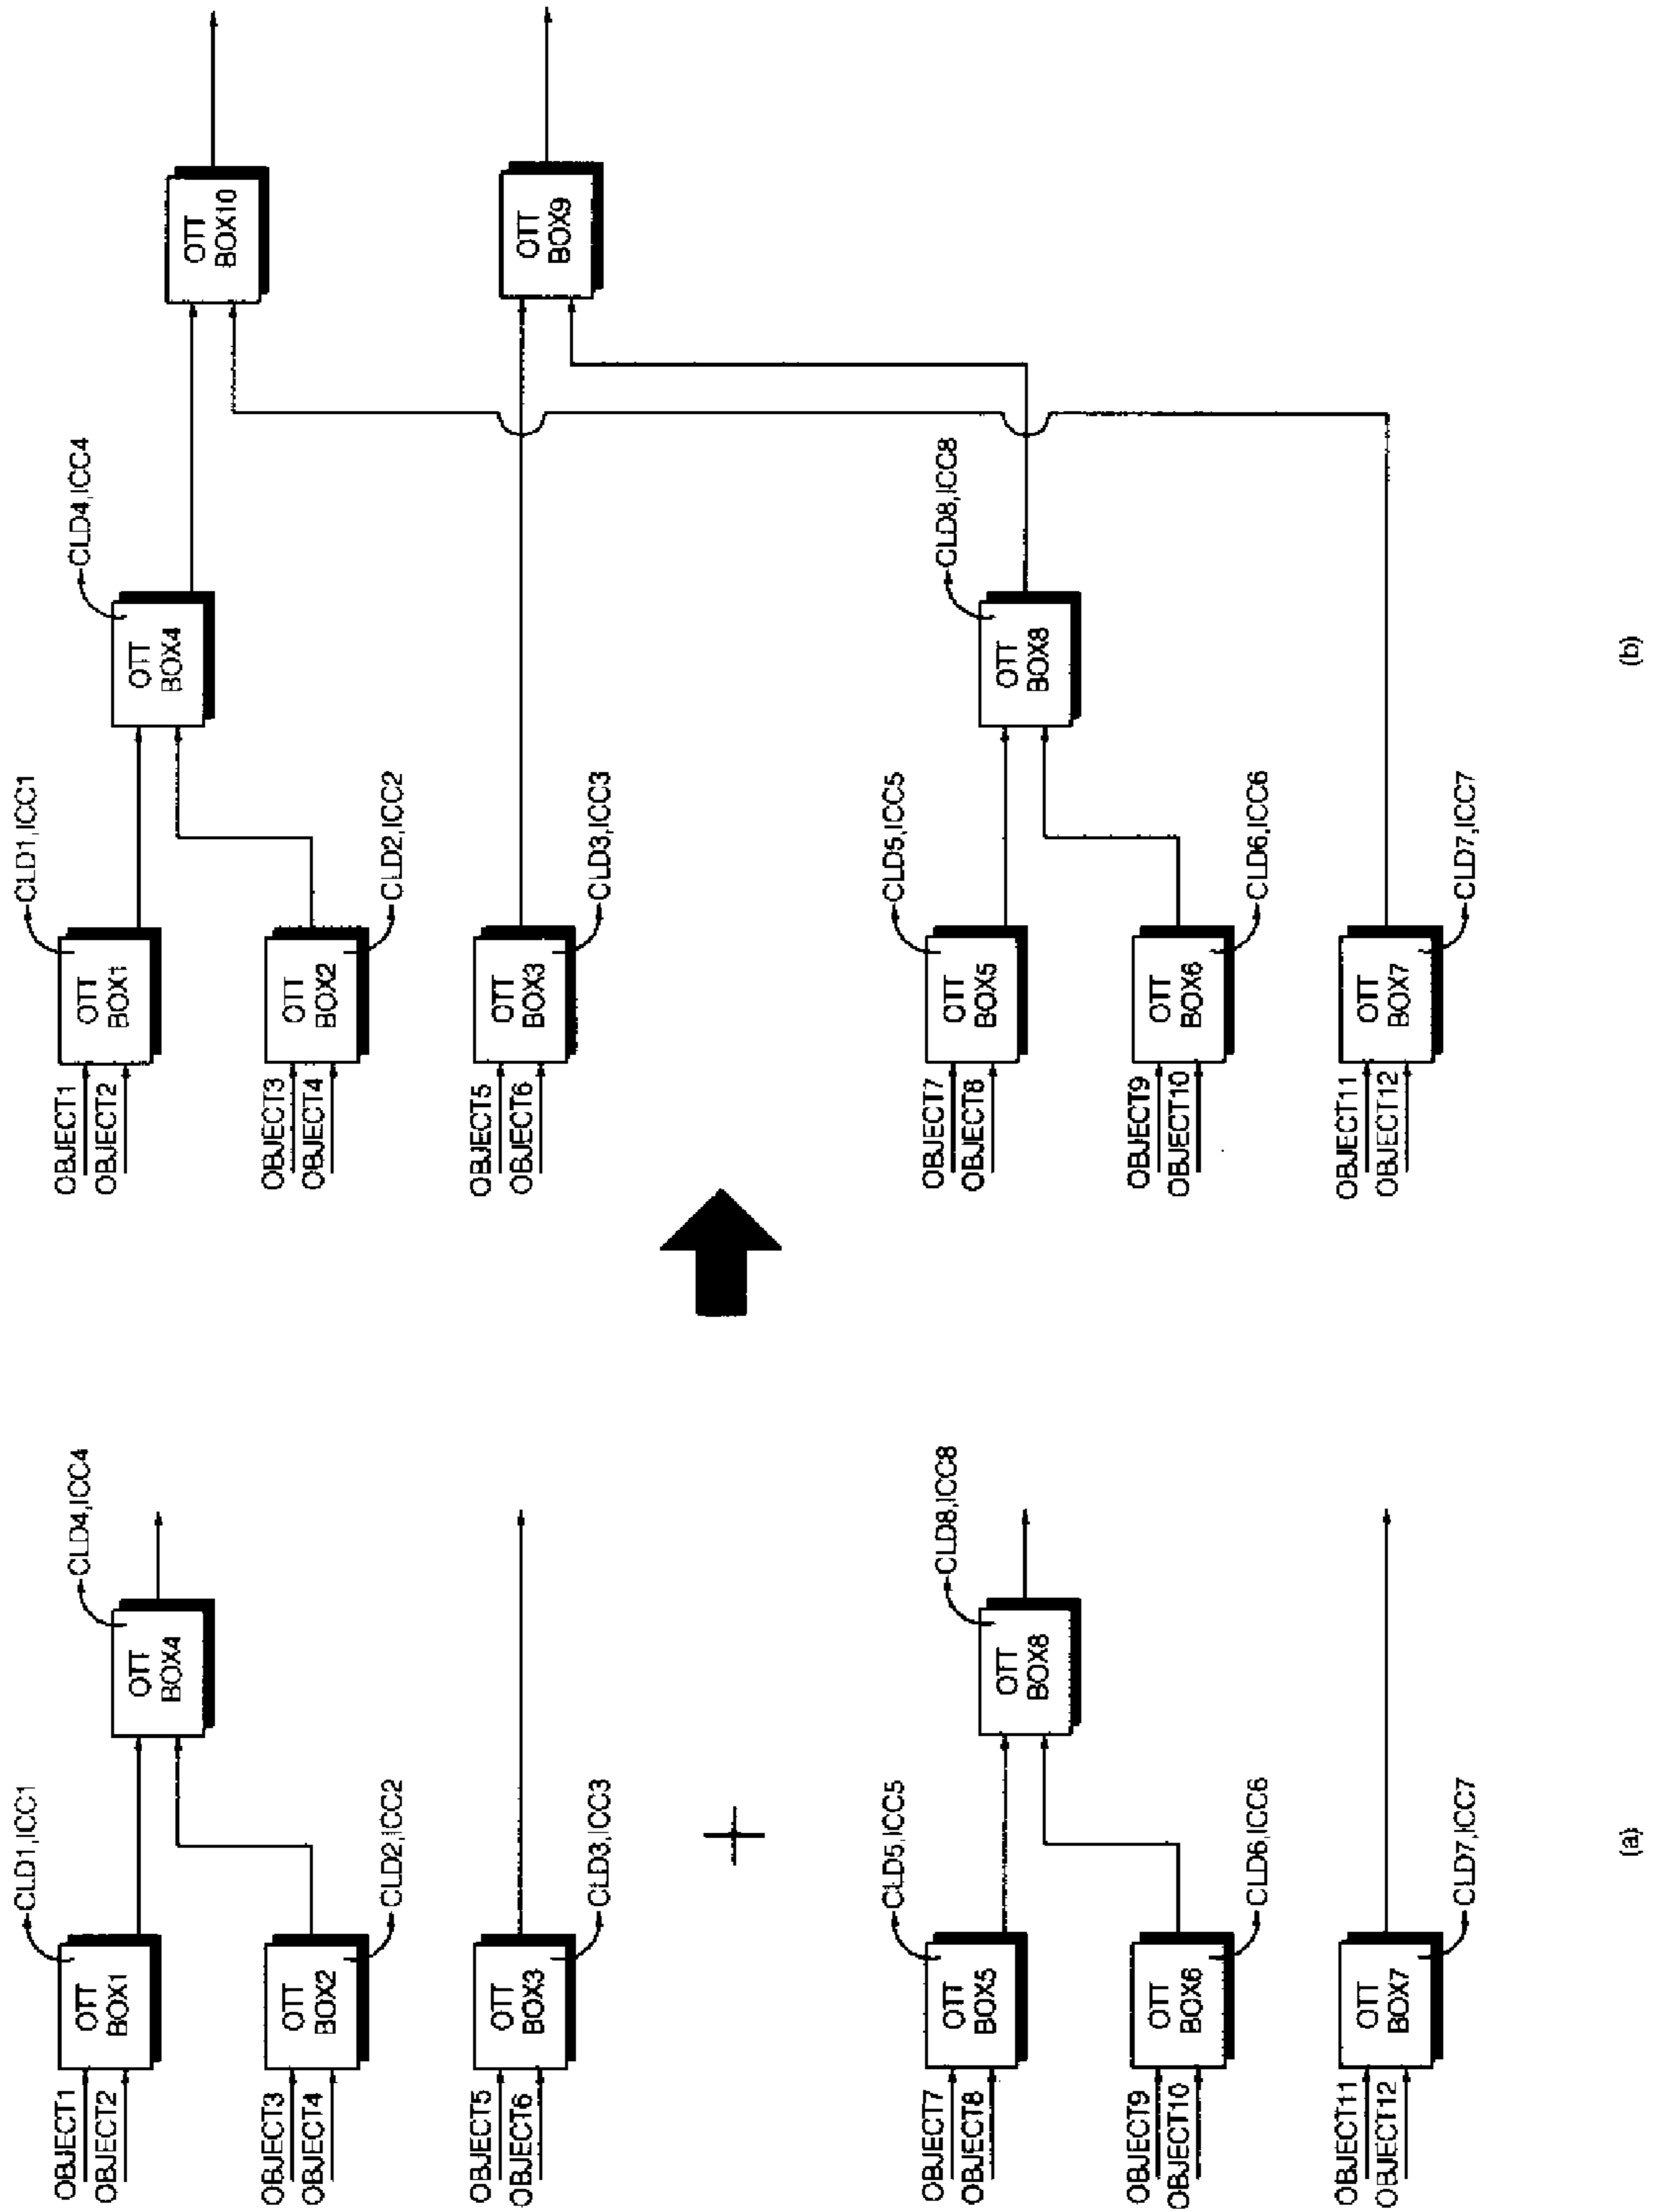 CLD1,ICC1
OBJECT1
OBJECT2
OTT
BOX1
CLD4,ICC4
OTT
BOX4
OBJECT3
OBJECT4
OTT
BOX2
CLD2,ICC2
OBJECT5
OBJECT6
OTT
BOX3
CLD3,ICC3
+
CLD5,ICC5
OBJECT7
OBJECT8
OTT
BOX5
CLD8,ICC8
OTT
BOX8
OBJECT9
OBJECT10
OTT
BOX6
CLD6,ICC6
OBJECT11
OBJECT12
OTT
BOX7
CLD7,ICC7
(a)
CLD1,ICC1
OBJECT1
OBJECT2
OTT
BOX1
CLD4,ICC4
OTT
BOX4
OTT
BOX10
OBJECT3
OBJECT4
OTT
BOX2
CLD2,ICC2
OBJECT5
OBJECT6
OTT
BOX3
CLD3,ICC3
OTT
BOX9
CLD5,ICC5
OBJECT7
OBJECT8
OTT
BOX5
CLD8,ICC8
OTT
BOX8
OBJECT9
OBJECT10
OTT
BOX6
CLD6,ICC6
OBJECT11
OBJECT12
OTT
BOX7
CLD7,ICC7
(b)